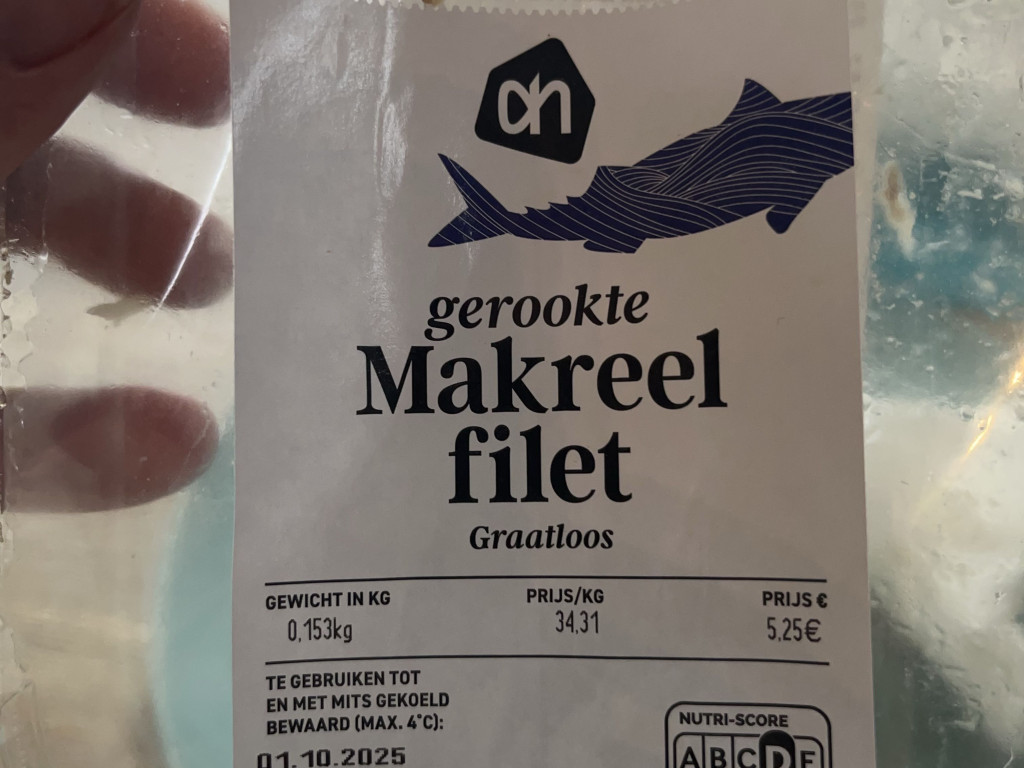 ah
gerookte
Makreel
filet
Graatloos
GEWICHT IN KG PRIJS/KG PRIJS €
0,153kg 34,31 5,25€
TE GEBRUIKEN TOT
EN MET MITS GEKOELD
BEWAARD (MAX. 4°C):
01.10.2025
NUTRI-SCORE
A B C D E